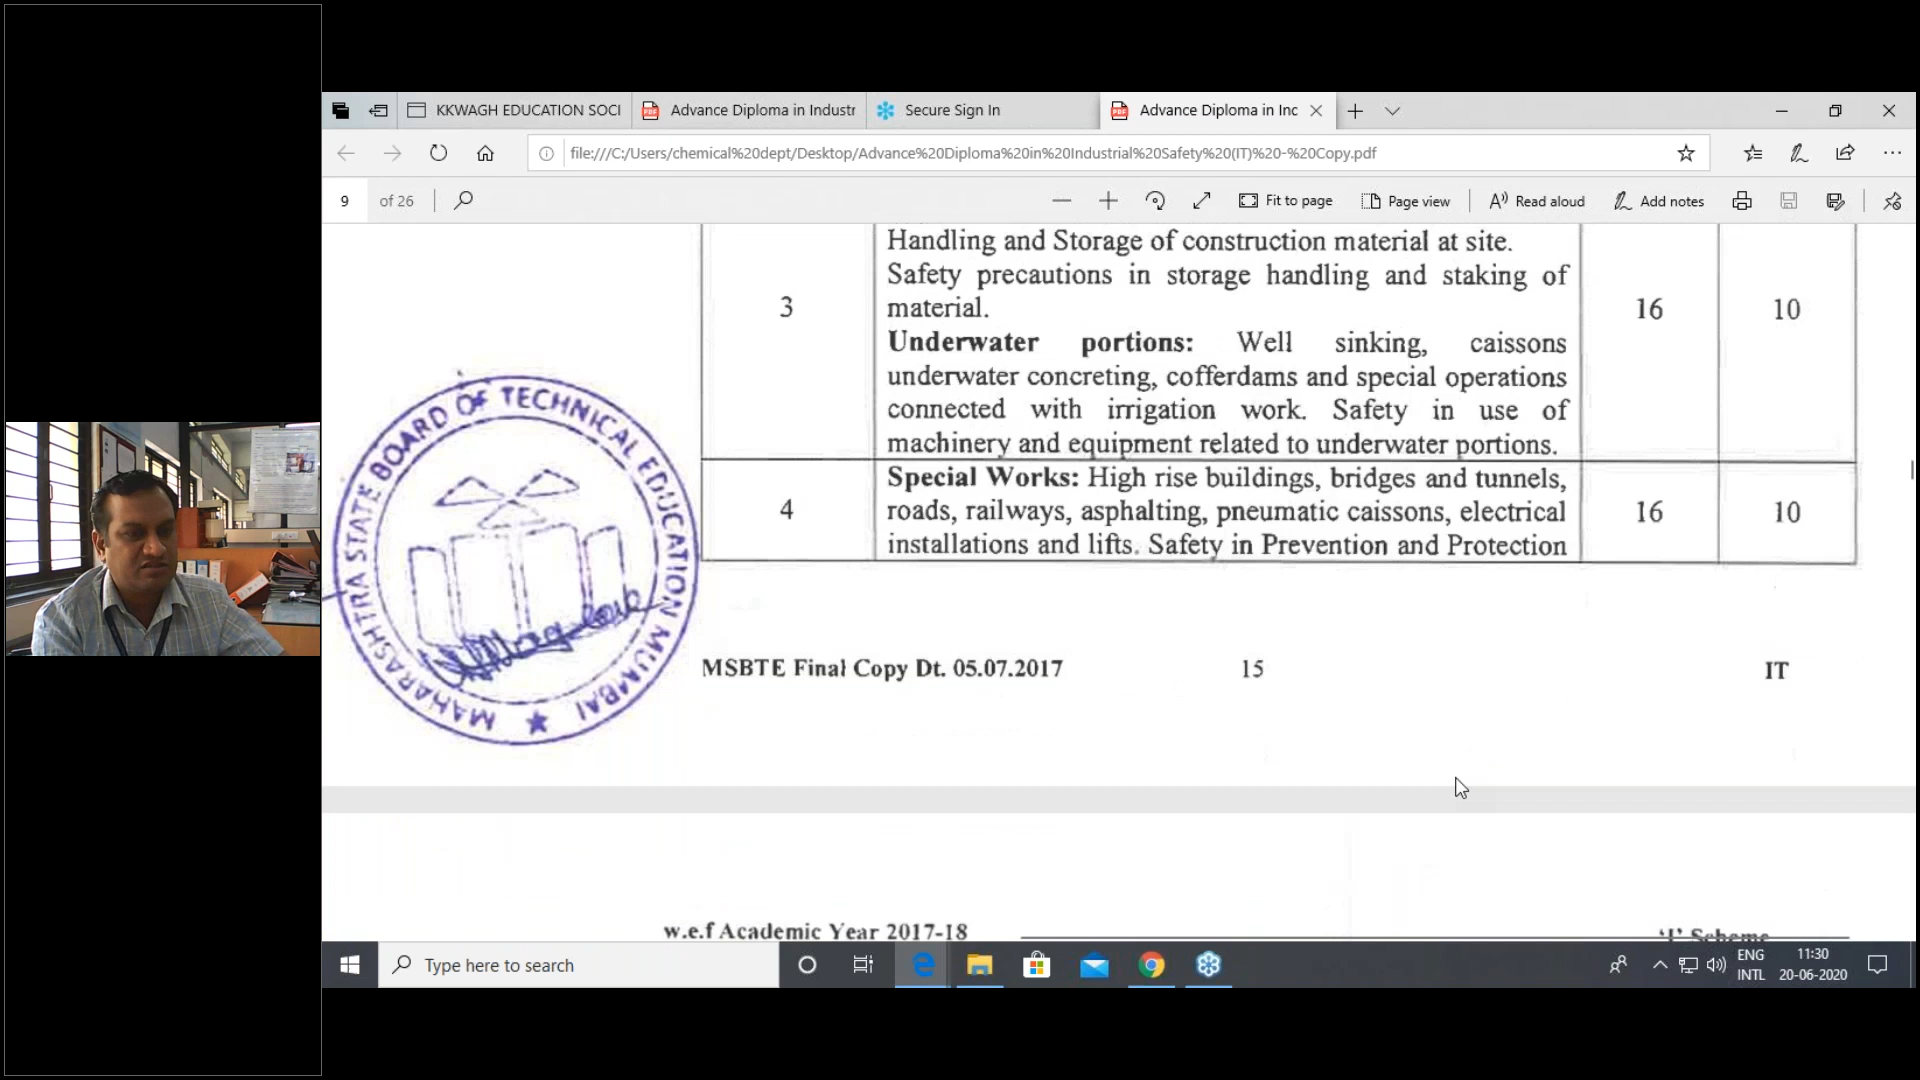 KKWAGH EDUCATION SOCI
Advance Diploma in Industr
Secure Sign In
Advance Diploma in Inc
file:///C:/Users/chemical%20dept/Desktop/Advance%20Diploma%20in%20Industrial%20Safety%20(IT)%20-%20Copy.pdf
9 of 26
Fit to page
Page view
Read aloud
Add notes
Handling and Storage of construction material at site.
Safety precautions in storage handling and staking of
3 material. 16 10
Underwater portions: Well sinking, caissons
underwater concreting, cofferdams and special operations
connected with irrigation work. Safety in use of
machinery and equipment related to underwater portions.
Special Works: High rise buildings, bridges and tunnels,
4 roads, railways, asphalting, pneumatic caissons, electrical 16 10
installations and lifts. Safety in Prevention and Protection
MAHARASHTRA STATE BOARD OF TECHNICAL EDUCATION MUMBAI
MSBTE Final Copy Dt. 05.07.2017 15 IT
w.e.f Academic Year 2017-18 'I' Scheme
Type here to search
ENG
INTL
11:30
20-06-2020